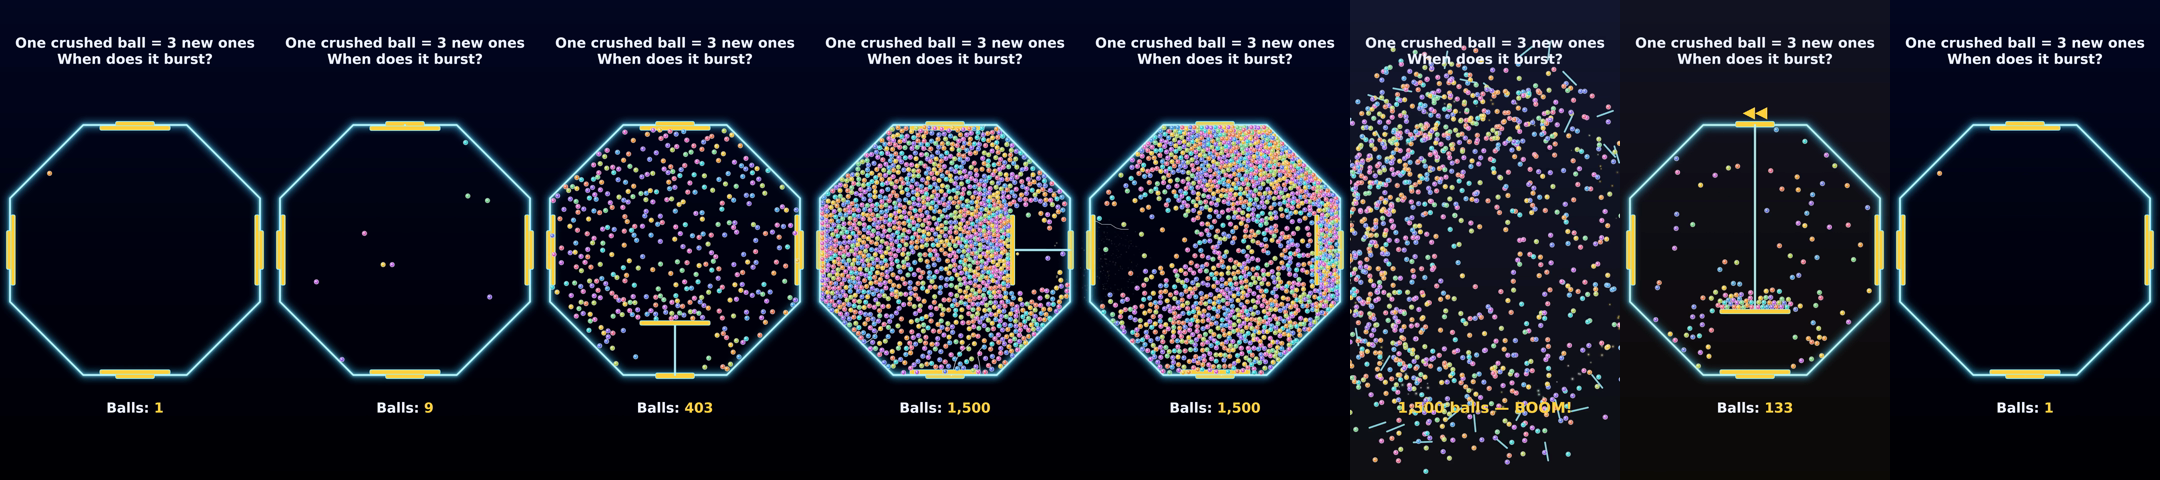 One crushed ball = 3 new ones
When does it burst?
Balls: 1
One crushed ball = 3 new ones
When does it burst?
Balls: 9
One crushed ball = 3 new ones
When does it burst?
Balls: 403
One crushed ball = 3 new ones
When does it burst?
Balls: 1,500
One crushed ball = 3 new ones
When does it burst?
Balls: 1,500
One crushed ball = 3 new ones
When does it burst?
1,500 balls — BOOM!
One crushed ball = 3 new ones
When does it burst?
Balls: 133
One crushed ball = 3 new ones
When does it burst?
Balls: 1